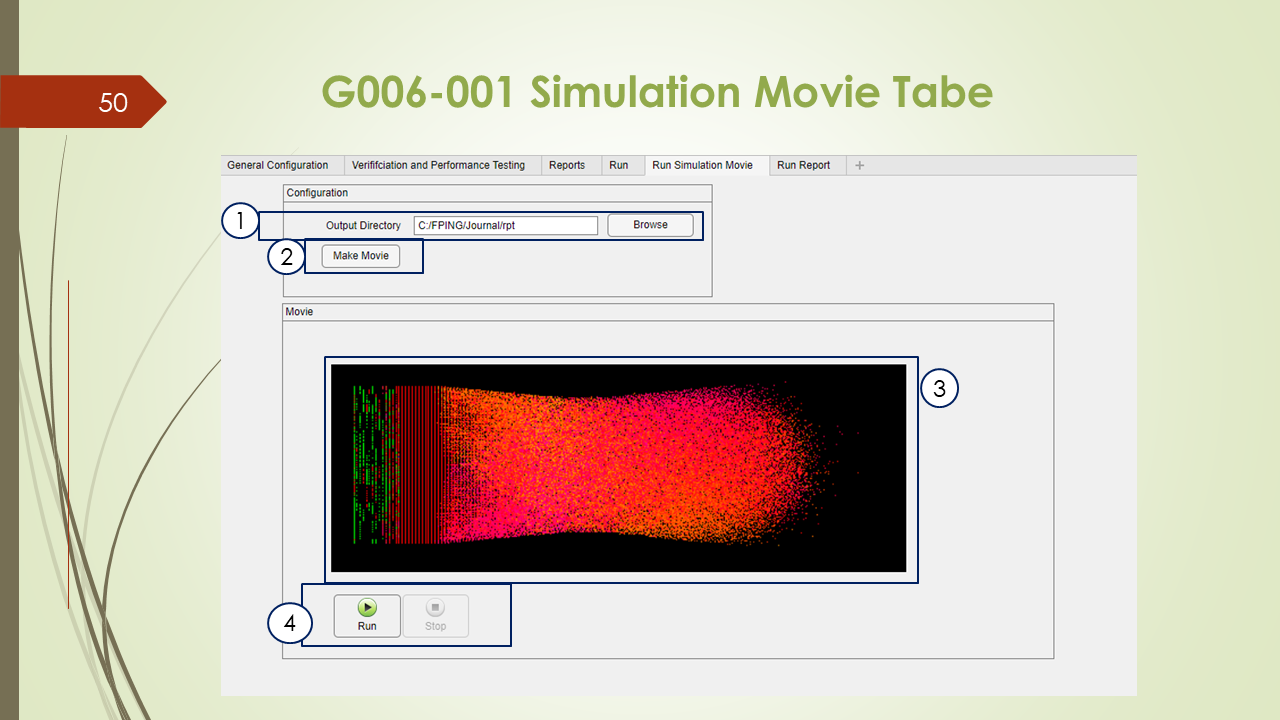 50
G006-001 Simulation Movie Tabe
General Configuration Verififciation and Performance Testing Reports Run Run Simulation Movie Run Report +
Configuration
1
Output Directory C:/FPING/Journal/rpt Browse
2
Make Movie
Movie
3
4
Run Stop